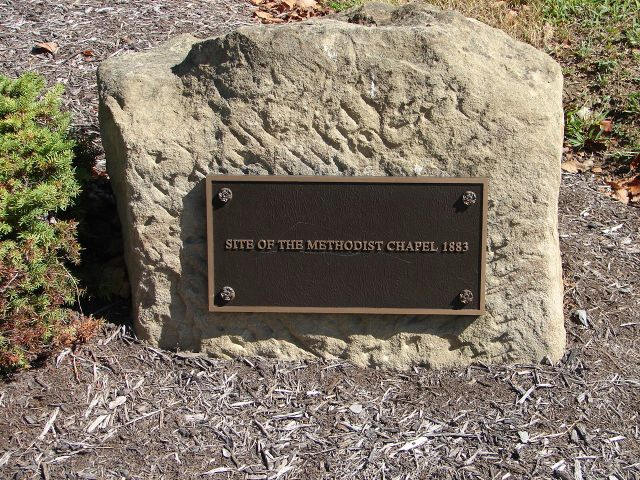 SITE OF THE METHODIST CHAPEL 1883